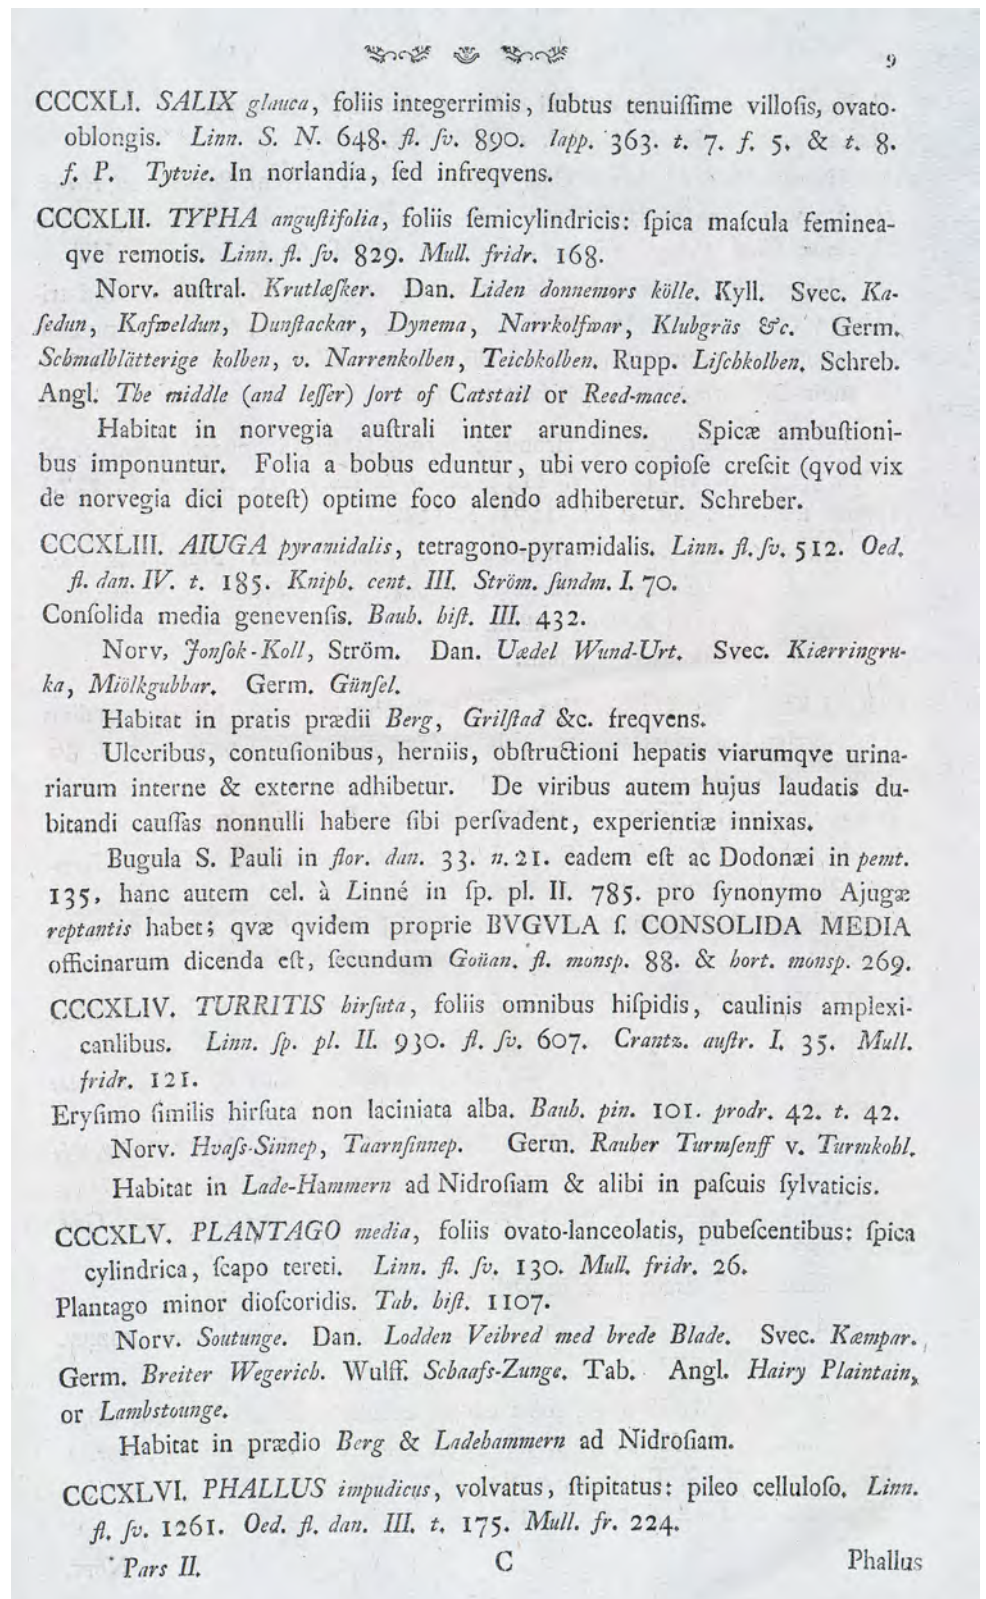 9
CCCXLI. SALIX glauca, foliis integerrimis, ſubtus tenuiſſime villoſis, ovato-
oblongis. Linn. S. N. 648. fl. ſv. 890. lapp. 363. t. 7. f. 5. & t. 8.
f. P. Tytvie. In norlandia, ſed infreqvens.
CCCXLII. TYPHA anguſtifolia, foliis ſemicylindricis: ſpica maſcula feminea-
qve remotis. Linn. fl. ſv. 829. Mull. fridr. 168.
Norv. auſtral. Krutlæſker. Dan. Liden donnemors kölle. Kyll. Svec. Ka-
ſedun, Kafweldun, Dunſtackar, Dynema, Narrkolfwar, Klubgräs &c. Germ.
Schmalblätterige kolben, v. Narrenkolben, Teichkolben. Rupp. Liſchkolben. Schreb.
Angl. The middle (and leſſer) ſort of Catstail or Reed-mace.
Habitat in norvegia auſtrali inter arundines. Spicæ ambuſtioni-
bus imponuntur. Folia a bobus eduntur, ubi vero copioſe creſcit (qvod vix
de norvegia dici poteſt) optime foco alendo adhiberetur. Schreber.
CCCXLIII. AIUGA pyramidalis, tetragono-pyramidalis. Linn. fl. ſv. 512. Oed.
fl. dan. IV. t. 185. Kniph. cent. III. Ström. ſundm. I. 70.
Conſolida media genevenſis. Bauh. hiſt. III. 432.
Norv. Jonſok-Koll, Ström. Dan. Uædel Wund-Urt. Svec. Kiærringru-
ka, Miölkgubbar. Germ. Günſel.
Habitat in pratis prædii Berg, Grilſtad &c. freqvens.
Ulceribus, contuſionibus, herniis, obſtructioni hepatis viarumqve urina-
riarum interne & externe adhibetur. De viribus autem hujus laudatis du-
bitandi cauſſas nonnulli habere ſibi perſvadent, experientiæ innixas.
Bugula S. Pauli in flor. dan. 33. n. 21. eadem eſt ac Dodonæi in pemt.
135, hanc autem cel. à Linné in ſp. pl. II. 785. pro ſynonymo Ajugæ
reptantis habet; qvæ qvidem proprie BVGVLA ſ. CONSOLIDA MEDIA
officinarum dicenda eſt, ſecundum Goüan. fl. monsp. 88. & hort. monsp. 269.
CCCXLIV. TURRITIS hirſuta, foliis omnibus hiſpidis, caulinis amplexi-
canlibus. Linn. ſp. pl. II. 930. fl. ſv. 607. Crantz. auſtr. I. 35. Mull.
fridr. 121.
Eryſimo ſimilis hirſuta non laciniata alba. Bauh. pin. 101. prodr. 42. t. 42.
Norv. Hvaſs-Sinnep, Taarnſinnep. Germ. Rauher Turmſenff v. Turmkohl.
Habitat in Lade-Hammern ad Nidroſiam & alibi in paſcuis ſylvaticis.
CCCXLV. PLANTAGO media, foliis ovato-lanceolatis, pubeſcentibus: ſpica
cylindrica, ſcapo tereti. Linn. fl. ſv. 130. Mull. fridr. 26.
Plantago minor dioſcoridis. Tab. hiſt. 1107.
Norv. Soutunge. Dan. Lodden Veibred med brede Blade. Svec. Kæmpar.
Germ. Breiter Wegerich. Wulff. Schaafs-Zunge. Tab. Angl. Hairy Plaintain,
or Lambstounge.
Habitat in prædio Berg & Ladehammern ad Nidroſiam.
CCCXLVI. PHALLUS impudicus, volvatus, ſtipitatus: pileo celluloſo. Linn.
fl. ſv. 1261. Oed. fl. dan. III. t. 175. Mull. fr. 224.
Pars II. C Phallus